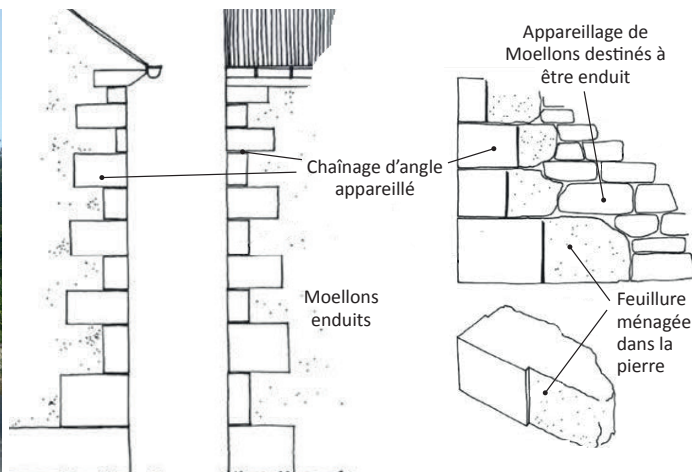 Appareillage de
Moellons destinés à
être enduit
Chaînage d’angle
appareillé
Moellons
enduits
Feuillure
ménagée
dans la
pierre